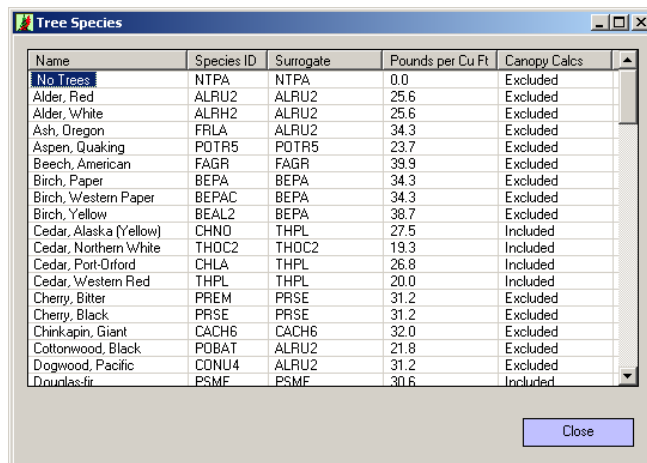 Tree Species
Name Species ID Surrogate Pounds per Cu Ft Canopy Calcs
No Trees NTPA NTPA 0.0 Excluded
Alder, Red ALRU2 ALRU2 25.6 Excluded
Alder, White ALRH2 ALRU2 25.6 Excluded
Ash, Oregon FRLA ALRU2 34.3 Excluded
Aspen, Quaking POTR5 POTR5 23.7 Excluded
Beech, American FAGR FAGR 39.9 Excluded
Birch, Paper BEPA BEPA 34.3 Excluded
Birch, Western Paper BEPAC BEPA 34.3 Excluded
Birch, Yellow BEAL2 BEPA 38.7 Excluded
Cedar, Alaska (Yellow) CHNO THPL 27.5 Included
Cedar, Northern White THOC2 THOC2 19.3 Included
Cedar, Port-Orford CHLA THPL 26.8 Included
Cedar, Western Red THPL THPL 20.0 Included
Cherry, Bitter PREM PRSE 31.2 Excluded
Cherry, Black PRSE PRSE 31.2 Excluded
Chinkapin, Giant CACH6 CACH6 32.0 Excluded
Cottonwood, Black POBAT ALRU2 21.8 Excluded
Dogwood, Pacific CONU4 ALRU2 31.2 Excluded
Douglas-fir PSME PSME 30.6 Included
Close